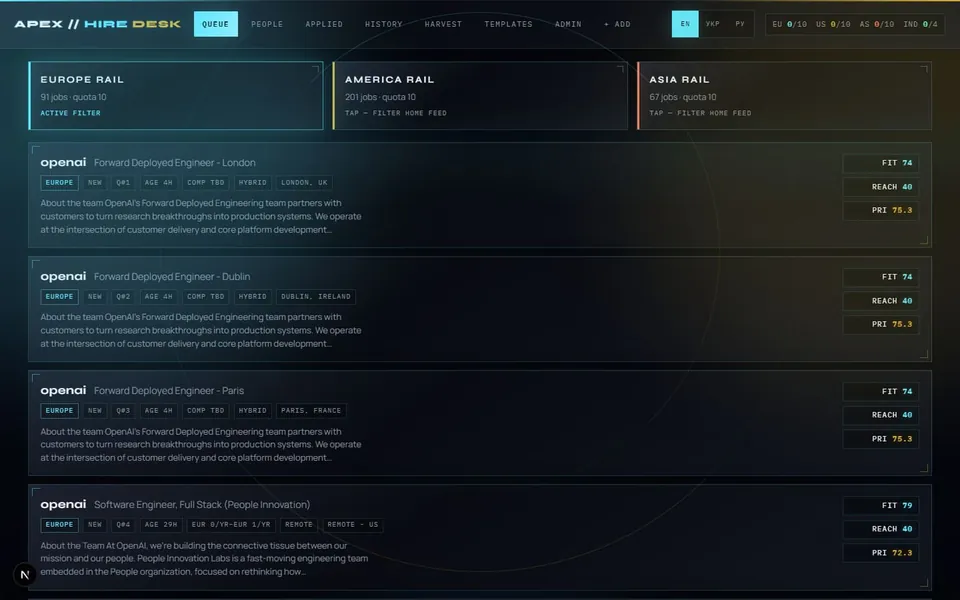 APEX // HIRE DESK QUEUE PEOPLE APPLIED HISTORY HARVEST TEMPLATES ADMIN + ADD EN УКР РУ EU 0/10 US 0/10 AS 0/10 IND 0/4
EUROPE RAIL
91 jobs · quota 10
ACTIVE FILTER
AMERICA RAIL
201 jobs · quota 10
TAP — FILTER HOME FEED
ASIA RAIL
67 jobs · quota 10
TAP — FILTER HOME FEED
openai Forward Deployed Engineer - London
EUROPE NEW Q#1 AGE 4H COMP TBD HYBRID LONDON, UK
About the team OpenAI's Forward Deployed Engineering team partners with
customers to turn research breakthroughs into production systems. We operate
at the intersection of customer delivery and core platform development…
FIT 74
REACH 40
PRI 75.3
openai Forward Deployed Engineer - Dublin
EUROPE NEW Q#2 AGE 4H COMP TBD HYBRID DUBLIN, IRELAND
About the team OpenAI's Forward Deployed Engineering team partners with
customers to turn research breakthroughs into production systems. We operate
at the intersection of customer delivery and core platform development…
FIT 74
REACH 40
PRI 75.3
openai Forward Deployed Engineer - Paris
EUROPE NEW Q#3 AGE 4H COMP TBD HYBRID PARIS, FRANCE
About the team OpenAI's Forward Deployed Engineering team partners with
customers to turn research breakthroughs into production systems. We operate
at the intersection of customer delivery and core platform development…
FIT 74
REACH 40
PRI 75.3
openai Software Engineer, Full Stack (People Innovation)
EUROPE NEW Q#4 AGE 29H EUR 0/YR–EUR 1/YR REMOTE REMOTE - US
About the Team At OpenAI, we're building the connective tissue between our
mission and our people. People Innovation Labs is a fast-moving engineering team
embedded in the People organization, focused on rethinking how…
FIT 79
REACH 40
PRI 72.3
N